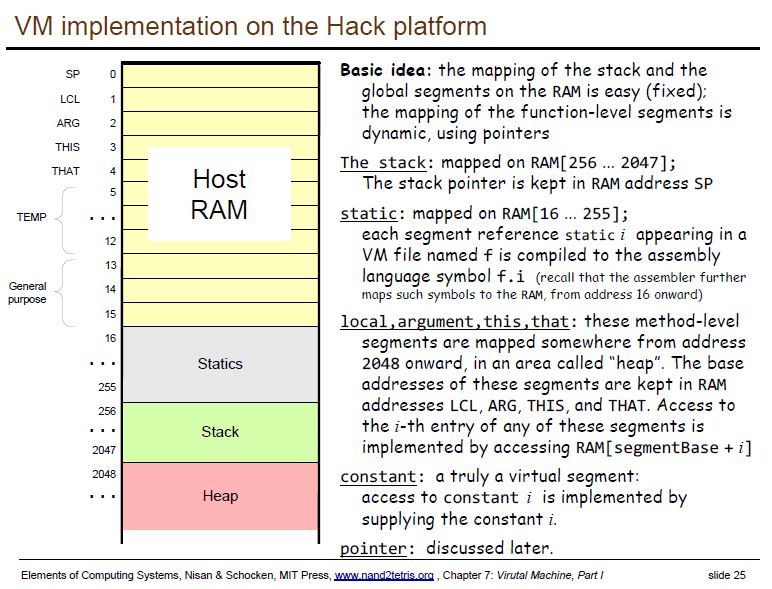 VM implementation on the Hack platform
SP 0
LCL 1
ARG 2
THIS 3
THAT 4
5
TEMP ...
12
13
General purpose 14
15
16
...
255
256
...
2047
2048
...
Host
RAM
Statics
Stack
Heap
Basic idea: the mapping of the stack and the
global segments on the RAM is easy (fixed);
the mapping of the function-level segments is
dynamic, using pointers
The stack: mapped on RAM[256 ... 2047];
The stack pointer is kept in RAM address SP
static: mapped on RAM[16 ... 255];
each segment reference static i appearing in a
VM file named f is compiled to the assembly
language symbol f.i (recall that the assembler further
maps such symbols to the RAM, from address 16 onward)
local,argument,this,that: these method-level
segments are mapped somewhere from address
2048 onward, in an area called “heap”. The base
addresses of these segments are kept in RAM
addresses LCL, ARG, THIS, and THAT. Access to
the i-th entry of any of these segments is
implemented by accessing RAM[segmentBase + i]
constant: a truly a virtual segment:
access to constant i is implemented by
supplying the constant i.
pointer: discussed later.
Elements of Computing Systems, Nisan & Schocken, MIT Press, www.nand2tetris.org , Chapter 7: Virutal Machine, Part I slide 25